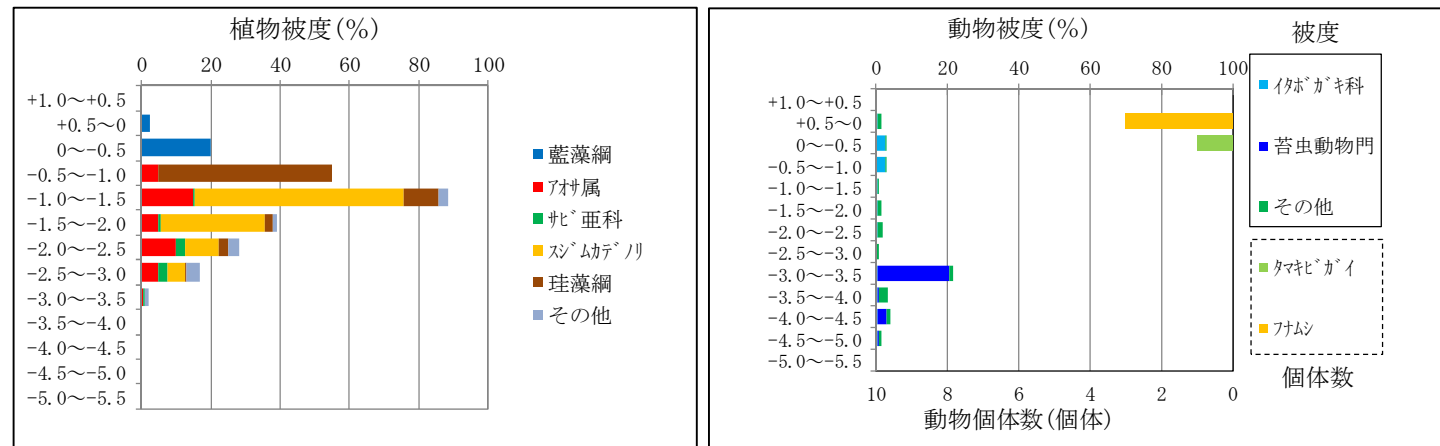 植物被度(%)
0 20 40 60 80 100
+1.0～+0.5
+0.5～0
0～-0.5
-0.5～-1.0
-1.0～-1.5
-1.5～-2.0
-2.0～-2.5
-2.5～-3.0
-3.0～-3.5
-3.5～-4.0
-4.0～-4.5
-4.5～-5.0
-5.0～-5.5
藍藻綱
ｱｵｻ属
ｻﾋﾞ亜科
ｽｼﾞﾑｶﾃﾞﾉﾘ
珪藻綱
その他
動物被度(%)
0 20 40 60 80 100
+1.0～+0.5
+0.5～0
0～-0.5
-0.5～-1.0
-1.0～-1.5
-1.5～-2.0
-2.0～-2.5
-2.5～-3.0
-3.0～-3.5
-3.5～-4.0
-4.0～-4.5
-4.5～-5.0
-5.0～-5.5
10 8 6 4 2 0
動物個体数(個体)
被度
ｲﾀﾎﾞｶﾞｷ科
苔虫動物門
その他
ﾀﾏｷﾋﾞｶﾞｲ
ﾌﾅﾑｼ
個体数